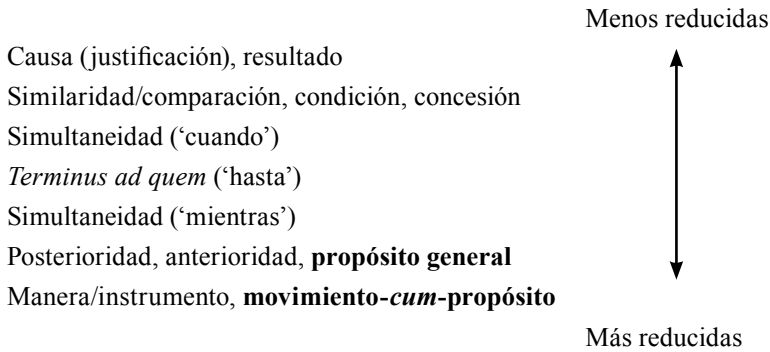 Menos reducidas
Causa (justificación), resultado
Similaridad/comparación, condición, concesión
Simultaneidad (‘cuando’)
Terminus ad quem (‘hasta’)
Simultaneidad (‘mientras’)
Posterioridad, anterioridad, propósito general
Manera/instrumento, movimiento-cum-propósito
Más reducidas